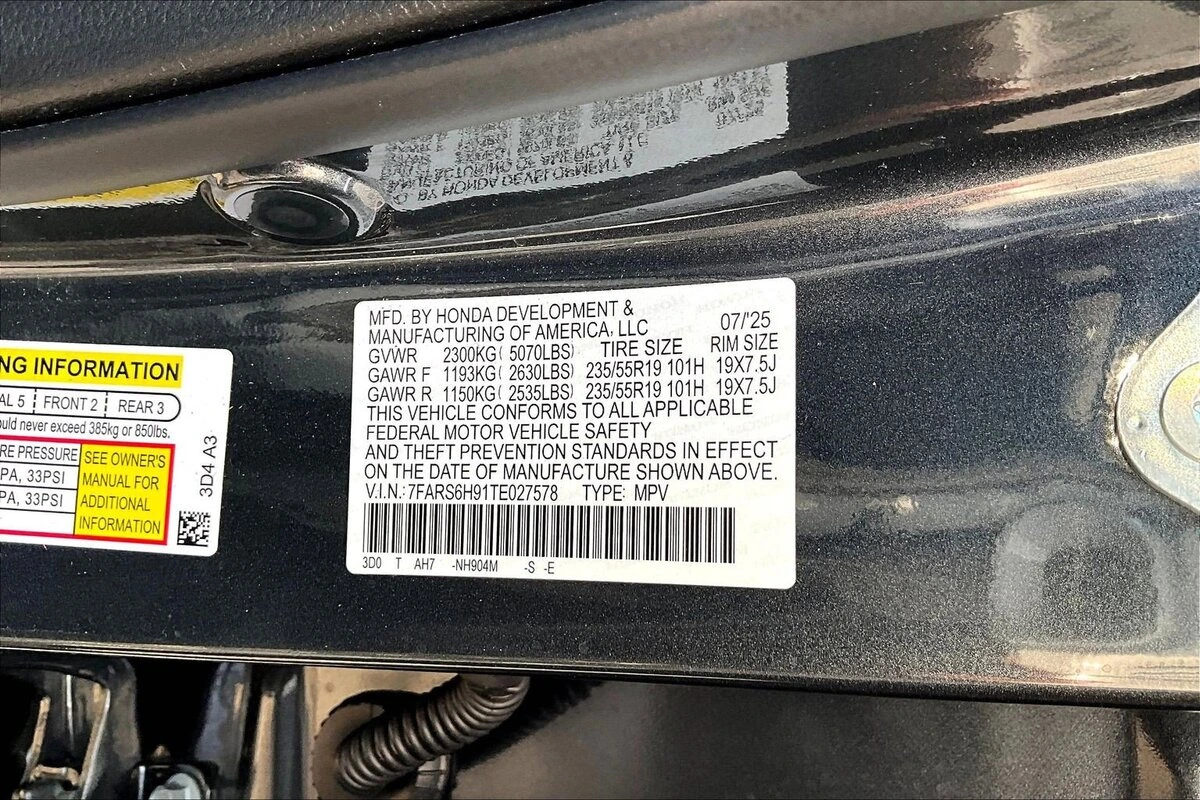 NG INFORMATION
AL 5 FRONT 2 REAR 3
ould never exceed 385kg or 850lbs.
RE PRESSURE
PA, 33PSI
PA, 33PSI
SEE OWNER'S
MANUAL FOR
ADDITIONAL
INFORMATION
3D4 A3
MFD. BY HONDA DEVELOPMENT &
MANUFACTURING OF AMERICA, LLC 07/'25
GVWR 2300KG( 5070LBS) TIRE SIZE RIM SIZE
GAWR F 1193KG( 2630LBS) 235/55R19 101H 19X7.5J
GAWR R 1150KG( 2535LBS) 235/55R19 101H 19X7.5J
THIS VEHICLE CONFORMS TO ALL APPLICABLE
FEDERAL MOTOR VEHICLE SAFETY
AND THEFT PREVENTION STANDARDS IN EFFECT
ON THE DATE OF MANUFACTURE SHOWN ABOVE.
V.I.N.: 7FARS6H91TE027578 TYPE: MPV
3D0 T AH7 -NH904M -S -E